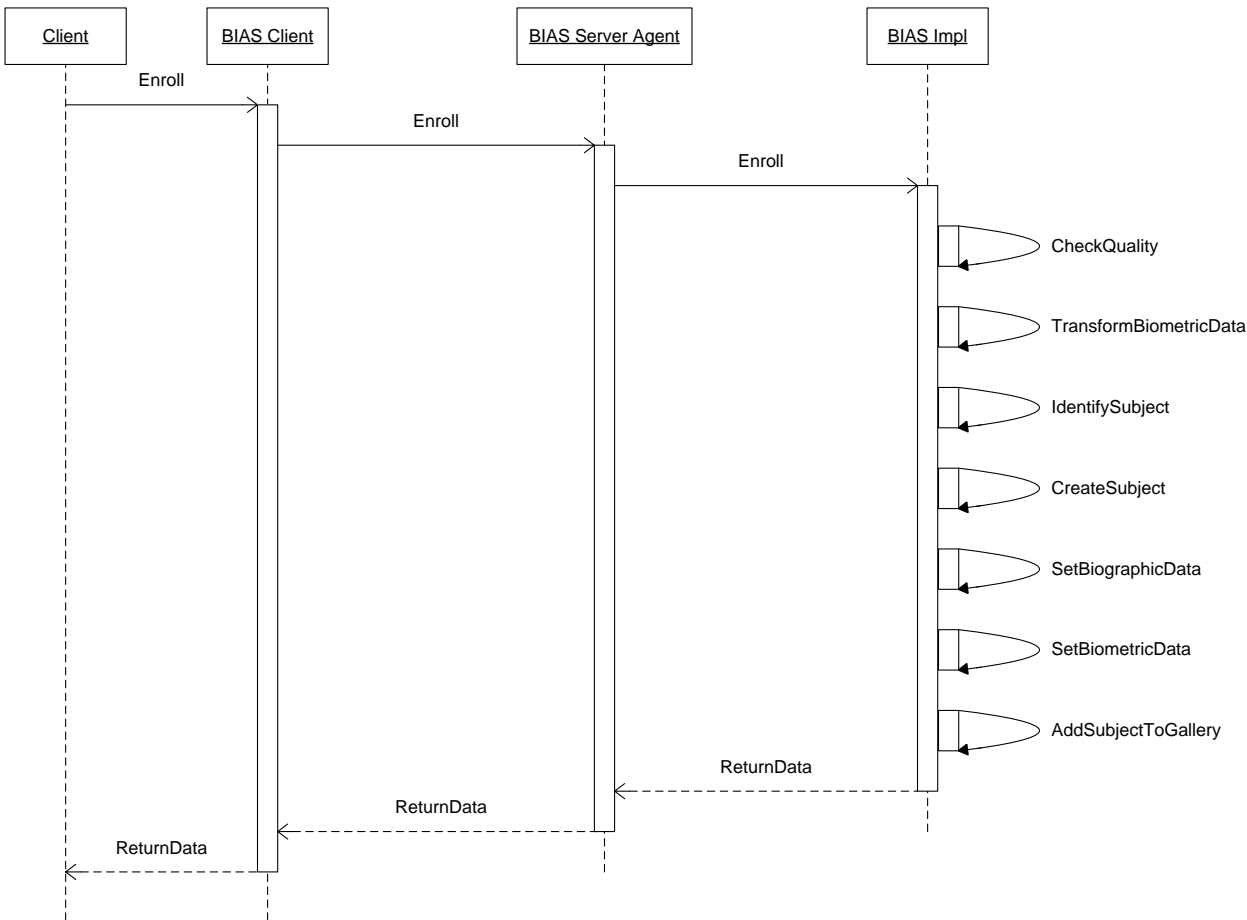 Client
BIAS Client
BIAS Server Agent
BIAS Impl
Enroll
Enroll
Enroll
CheckQuality
TransformBiometricData
IdentifySubject
CreateSubject
SetBiographicData
SetBiometricData
AddSubjectToGallery
ReturnData
ReturnData
ReturnData